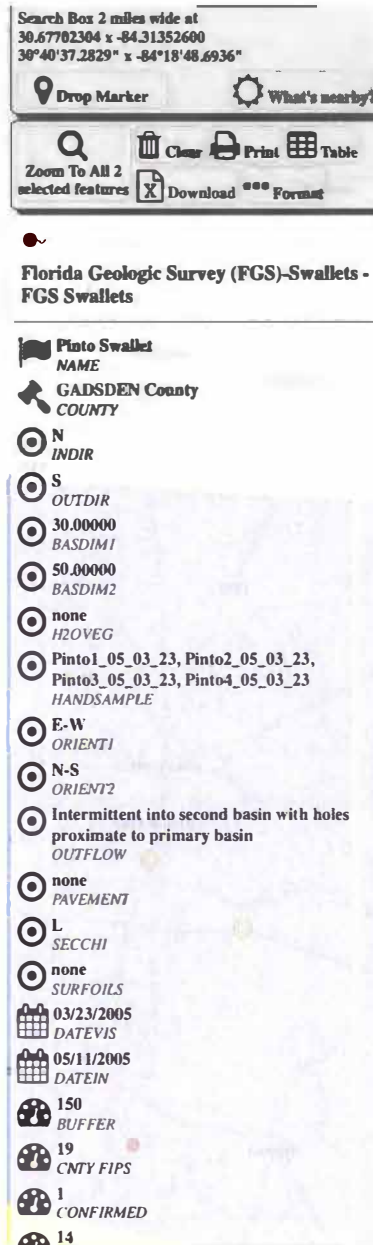 Search Box 2 miles wide at
30.67702304 x -84.31352600
30°40'37.2829" x -84°18'48.6936"
Drop Marker
What's nearby?
Zoom To All 2
selected features
Clear
Print
Table
Download
Format
Florida Geologic Survey (FGS)-Swallets -
FGS Swallets
Pinto Swallet
NAME
GADSDEN County
COUNTY
N
INDIR
S
OUTDIR
30.00000
BASDIM1
50.00000
BASDIM2
none
H2OVEG
Pinto1_05_03_23, Pinto2_05_03_23,
Pinto3_05_03_23, Pinto4_05_03_23
HANDSAMPLE
E-W
ORIENT1
N-S
ORIENT2
Intermittent into second basin with holes
proximate to primary basin
OUTFLOW
none
PAVEMENT
L
SECCHI
none
SURFOILS
03/23/2005
DATEVIS
05/11/2005
DATEIN
150
BUFFER
19
CNTY FIPS
1
CONFIRMED
14